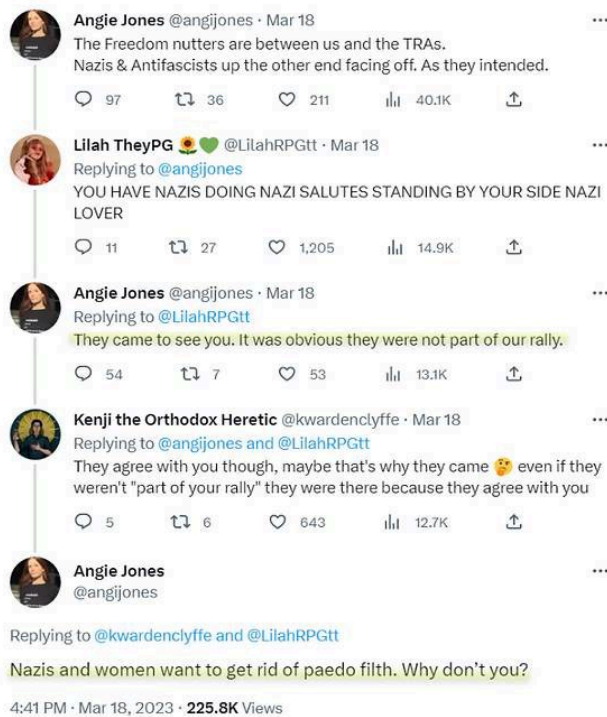 Angie Jones @angijones · Mar 18
The Freedom nutters are between us and the TRAs.
Nazis & Antifascists up the other end facing off. As they intended.
97 36 211 40.1K
Lilah TheyPG 🌻💚 @LilahRPGtt · Mar 18
Replying to @angijones
YOU HAVE NAZIS DOING NAZI SALUTES STANDING BY YOUR SIDE NAZI
LOVER
11 27 1,205 14.9K
Angie Jones @angijones · Mar 18
Replying to @LilahRPGtt
They came to see you. It was obvious they were not part of our rally.
54 7 53 13.1K
Kenji the Orthodox Heretic @kwardenclyffe · Mar 18
Replying to @angijones and @LilahRPGtt
They agree with you though, maybe that's why they came 🤔 even if they
weren't "part of your rally" they were there because they agree with you
5 6 643 12.7K
Angie Jones
@angijones
Replying to @kwardenclyffe and @LilahRPGtt
Nazis and women want to get rid of paedo filth. Why don't you?
4:41 PM · Mar 18, 2023 · 225.8K Views